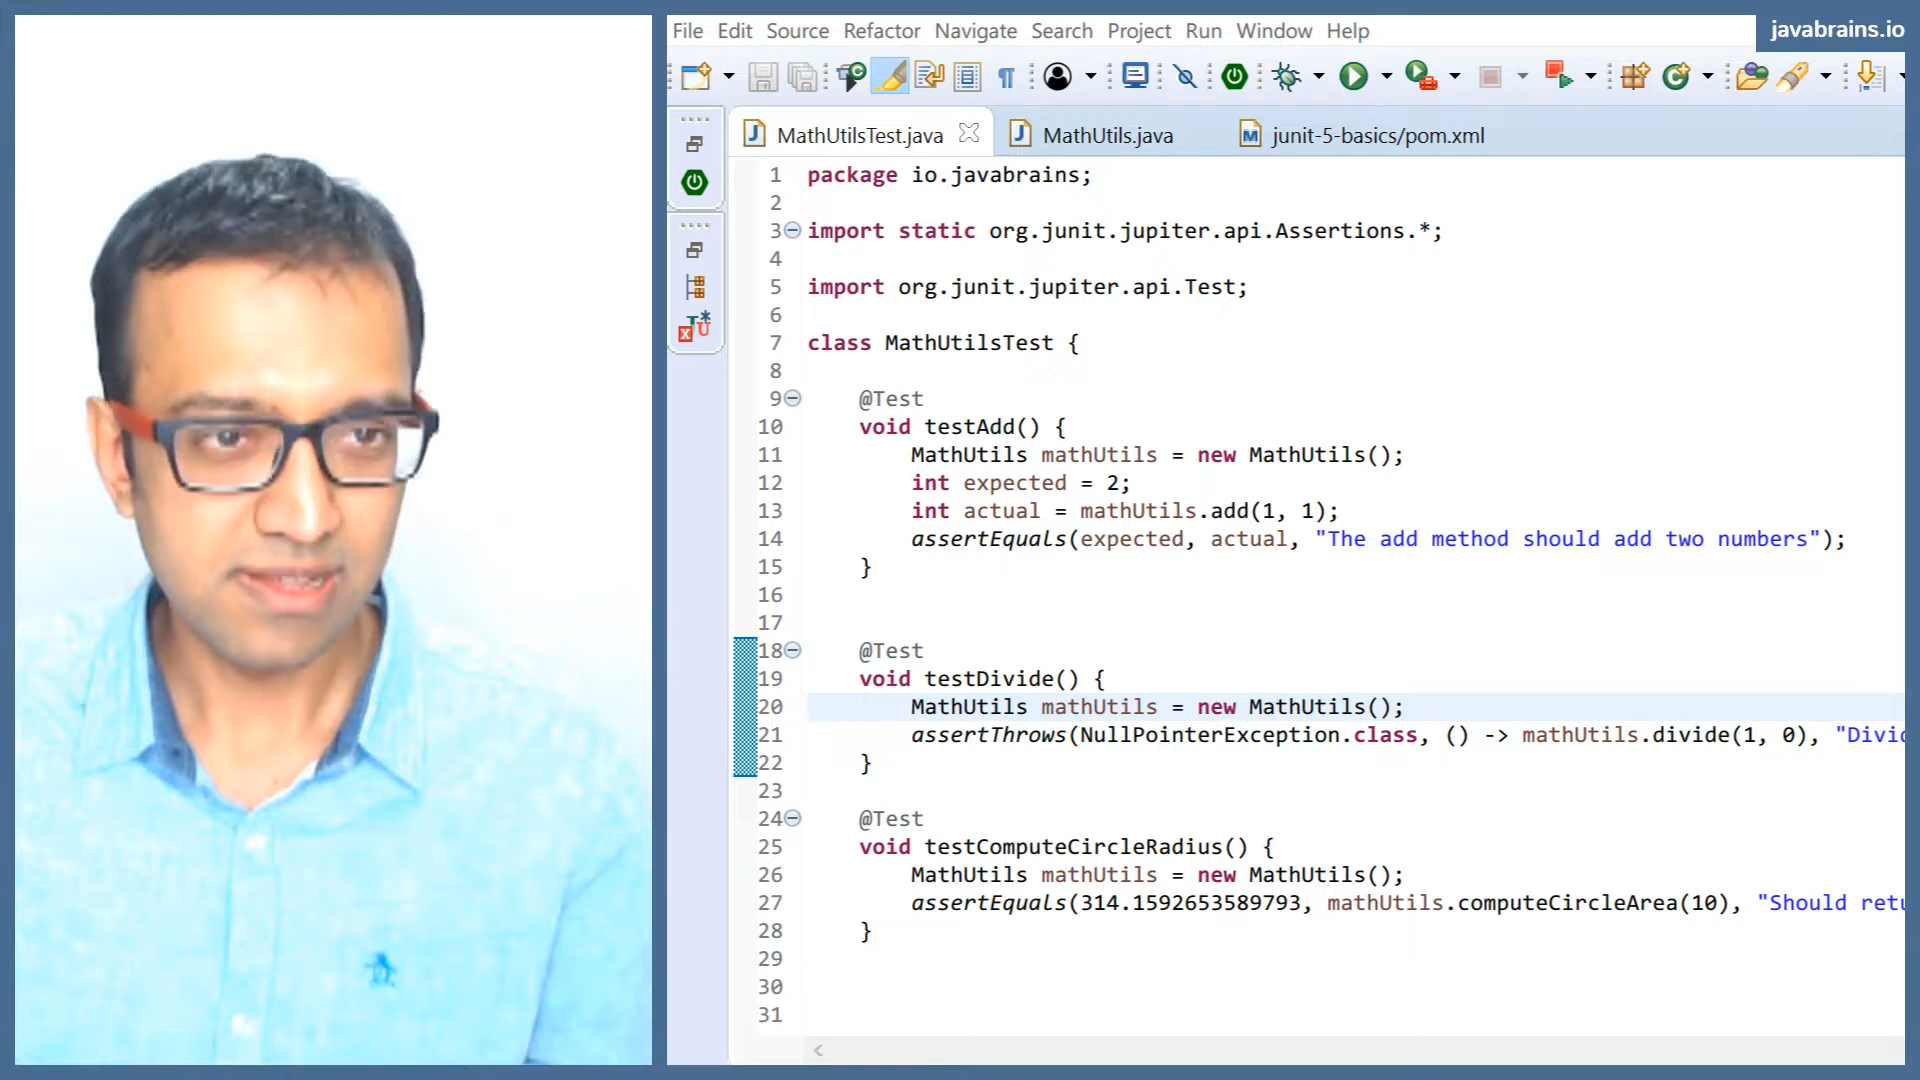 javabrains.io
File Edit Source Refactor Navigate Search Project Run Window Help
MathUtilsTest.java MathUtils.java junit-5-basics/pom.xml
1 package io.javabrains;
2
3 import static org.junit.jupiter.api.Assertions.*;
4
5 import org.junit.jupiter.api.Test;
6
7 class MathUtilsTest {
8
9 @Test
10 void testAdd() {
11 MathUtils mathUtils = new MathUtils();
12 int expected = 2;
13 int actual = mathUtils.add(1, 1);
14 assertEquals(expected, actual, "The add method should add two numbers");
15 }
16
17
18 @Test
19 void testDivide() {
20 MathUtils mathUtils = new MathUtils();
21 assertThrows(NullPointerException.class, () -> mathUtils.divide(1, 0), "Divi
22 }
23
24 @Test
25 void testComputeCircleRadius() {
26 MathUtils mathUtils = new MathUtils();
27 assertEquals(314.1592653589793, mathUtils.computeCircleArea(10), "Should retu
28 }
29
30
31